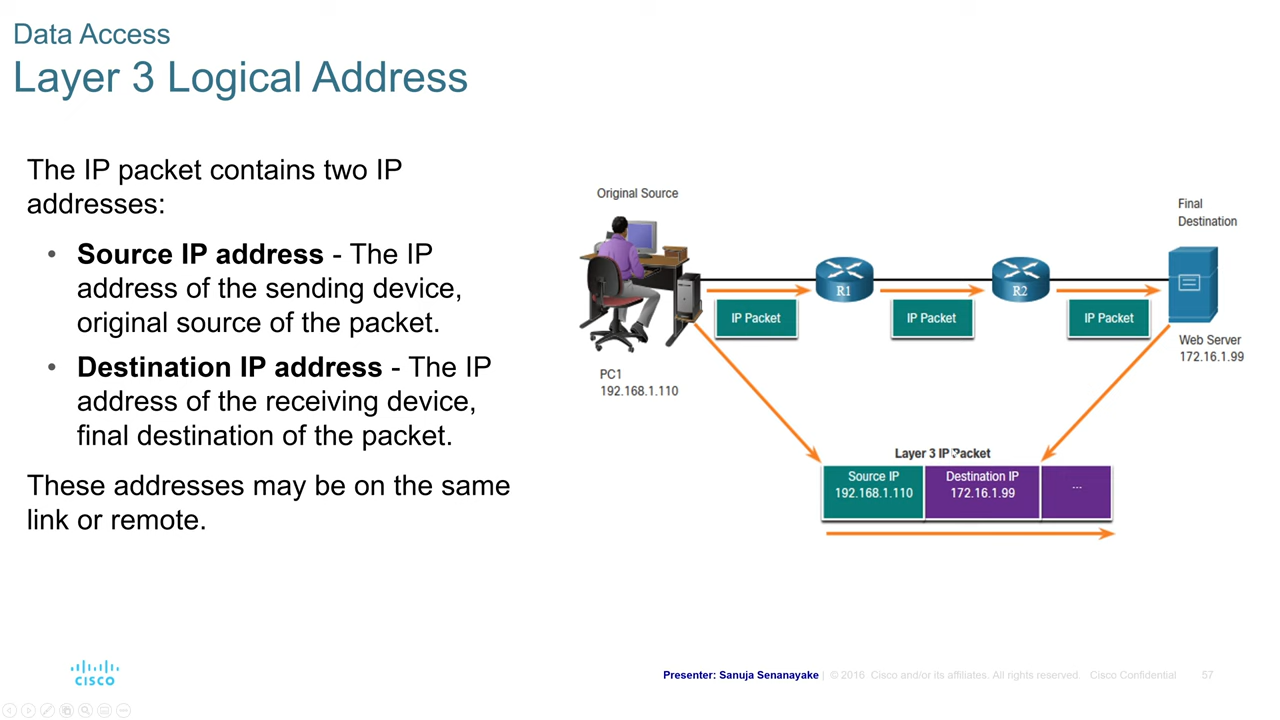 Data Access
Layer 3 Logical Address
The IP packet contains two IP
addresses:
• Source IP address - The IP
address of the sending device,
original source of the packet.
• Destination IP address - The IP
address of the receiving device,
final destination of the packet.
These addresses may be on the same
link or remote.
Original Source
Final
Destination
R1
R2
IP Packet
IP Packet
IP Packet
Web Server
172.16.1.99
PC1
192.168.1.110
Layer 3 IP Packet
Source IP
192.168.1.110
Destination IP
172.16.1.99
...
CISCO
Presenter: Sanuja Senanayake | © 2016 Cisco and/or its affiliates. All rights reserved. Cisco Confidential 57